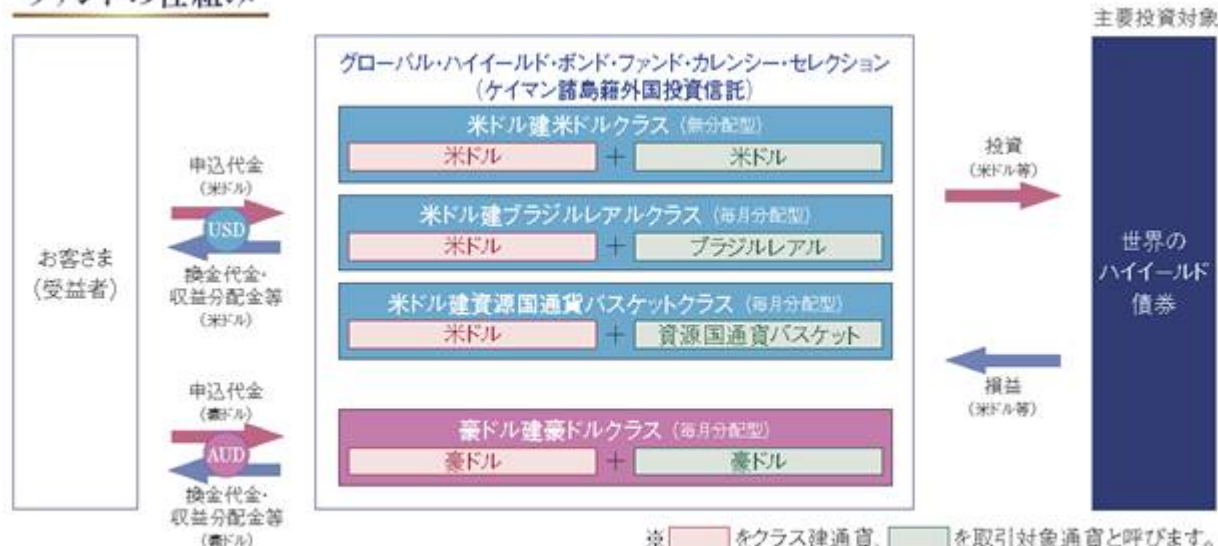 ファンドの仕組み
主要投資対象
グローバル・ハイイールド・ボンド・ファンド・カレンシー・セレクション
(ケイマン諸島籍外国投資信託)
米ドル建米ドルクラス(無分配型)
米ドル + 米ドル
米ドル建ブラジルレアルクラス(毎月分配型)
米ドル + ブラジルレアル
米ドル建資源国通貨バスケットクラス(毎月分配型)
米ドル + 資源国通貨バスケット
豪ドル建豪ドルクラス(毎月分配型)
豪ドル + 豪ドル
お客さま
(受益者)
申込代金
(米ドル)
USD
換金代金・
収益分配金等
(米ドル)
申込代金
(豪ドル)
AUD
換金代金・
収益分配金等
(豪ドル)
投資
(米ドル等)
損益
(米ドル等)
世界の
ハイイールド
債券
※ をクラス建通貨、 を取引対象通貨と呼びます。